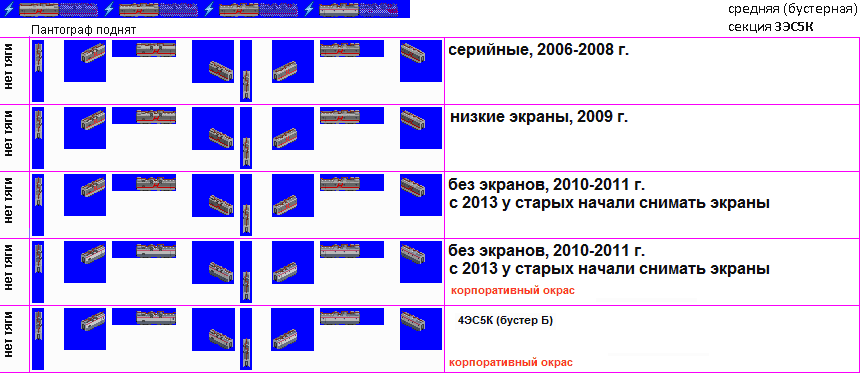 средняя (бустерная)
секция 3ЭС5К
Пантограф поднят
нет тяги
серийные, 2006-2008 г.
нет тяги
низкие экраны, 2009 г.
нет тяги
без экранов, 2010-2011 г.
с 2013 у старых начали снимать экраны
нет тяги
без экранов, 2010-2011 г.
с 2013 у старых начали снимать экраны
корпоративный окрас
нет тяги
4ЭС5К (бустер Б)
корпоративный окрас